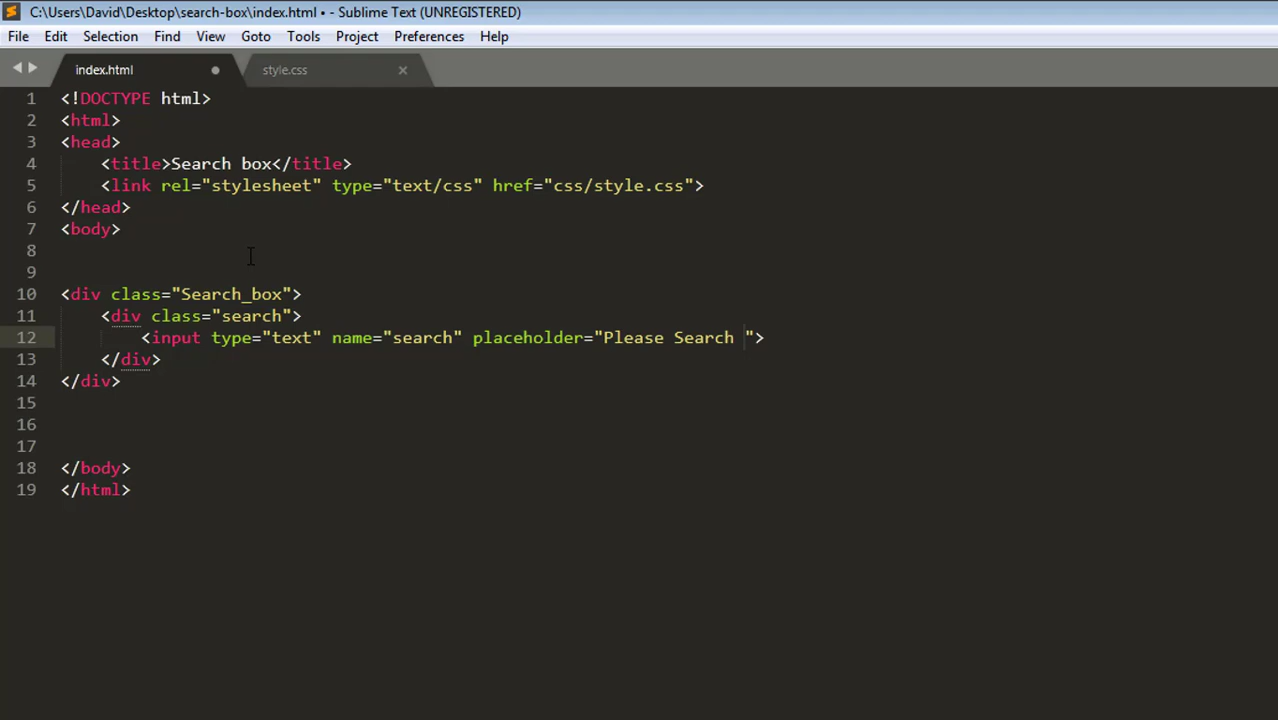 C:\Users\David\Desktop\search-box\index.html • - Sublime Text (UNREGISTERED)
File Edit Selection Find View Goto Tools Project Preferences Help
index.html style.css
1 <!DOCTYPE html>
2 <html>
3 <head>
4     <title>Search box</title>
5     <link rel="stylesheet" type="text/css" href="css/style.css">
6 </head>
7 <body>
8
9
10 <div class="Search_box">
11     <div class="search">
12         <input type="text" name="search" placeholder="Please Search ">
13     </div>
14 </div>
15
16
17
18 </body>
19 </html>